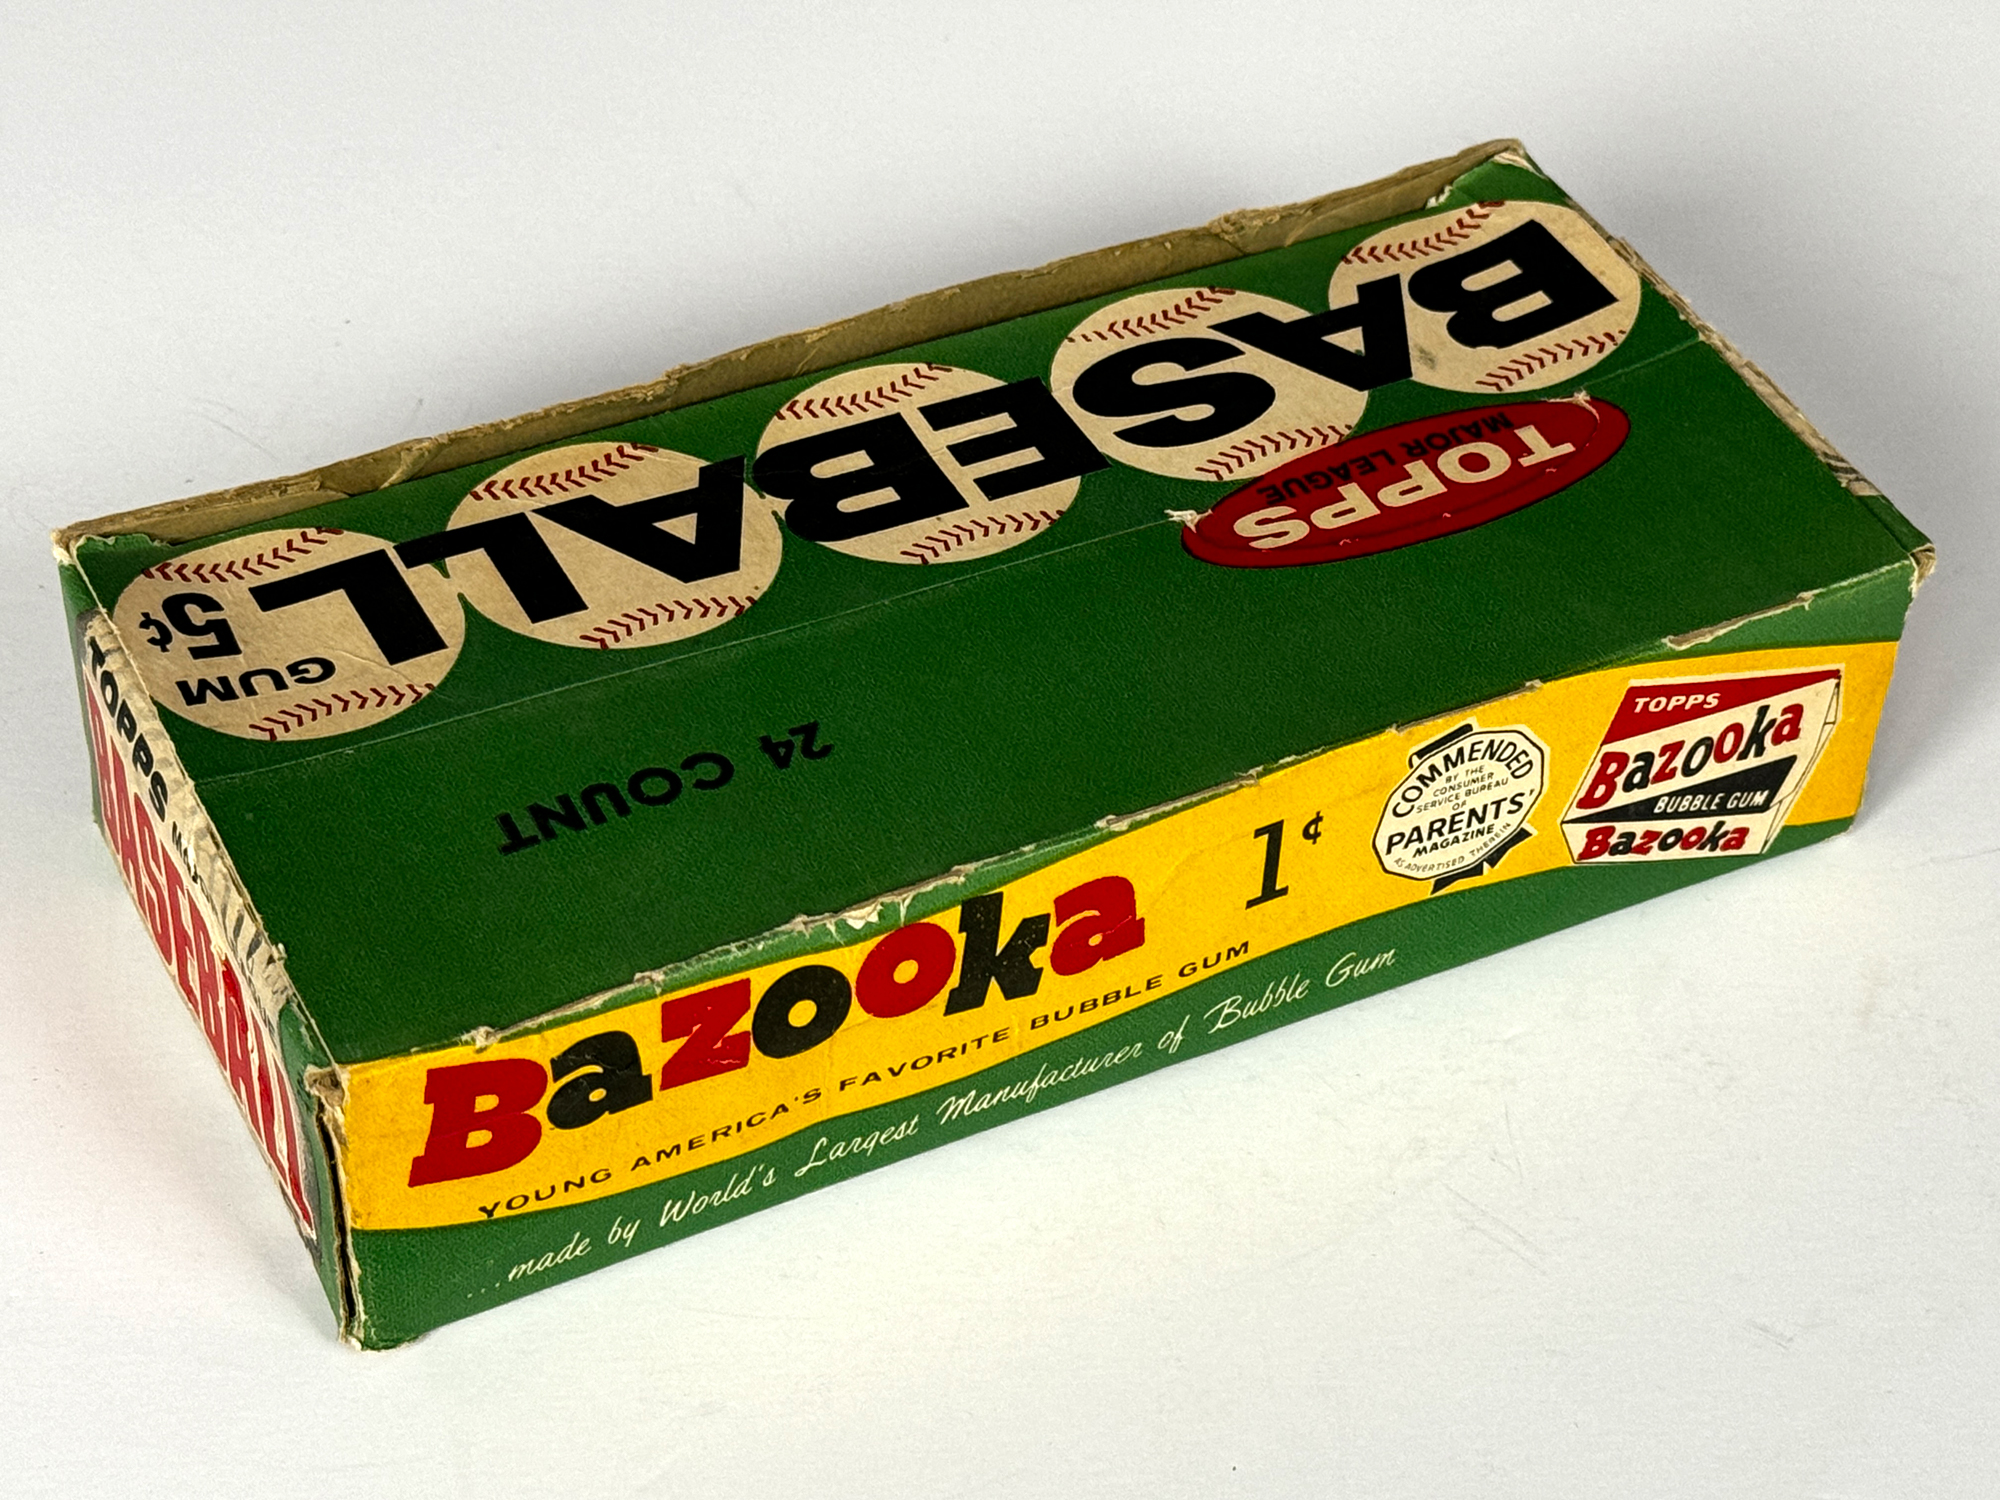 BASEBALL
GUM
5¢
TOPPS
MAJOR LEAGUE
24 COUNT
TOPPS
BASEBALL
Bazooka
1¢
YOUNG AMERICA'S FAVORITE BUBBLE GUM
...made by World's Largest Manufacturer of Bubble Gum
COMMENDED
BY THE
CONSUMER
SERVICE BUREAU
OF
PARENTS'
MAGAZINE
AS ADVERTISED THEREIN
TOPPS
Bazooka
BUBBLE GUM
Bazooka